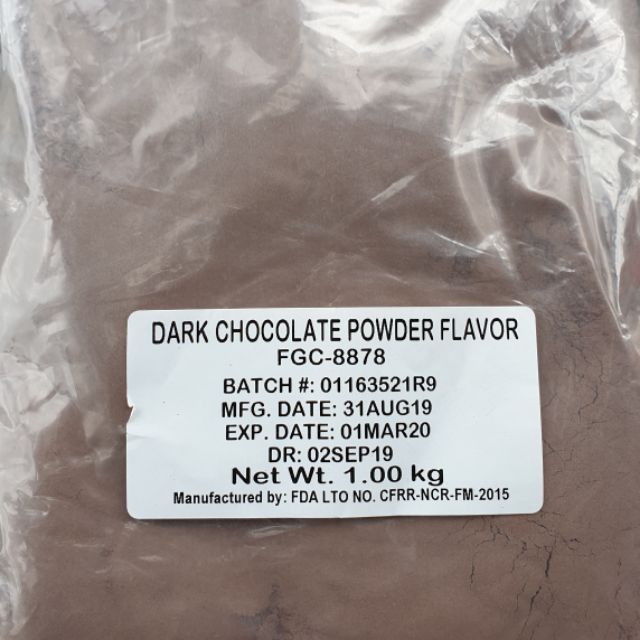 DARK CHOCOLATE POWDER FLAVOR
FGC-8878
BATCH #: 01163521R9
MFG. DATE: 31AUG19
EXP. DATE: 01MAR20
DR: 02SEP19
Net Wt. 1.00 kg
Manufactured by: FDA LTO NO. CFRR-NCR-FM-2015